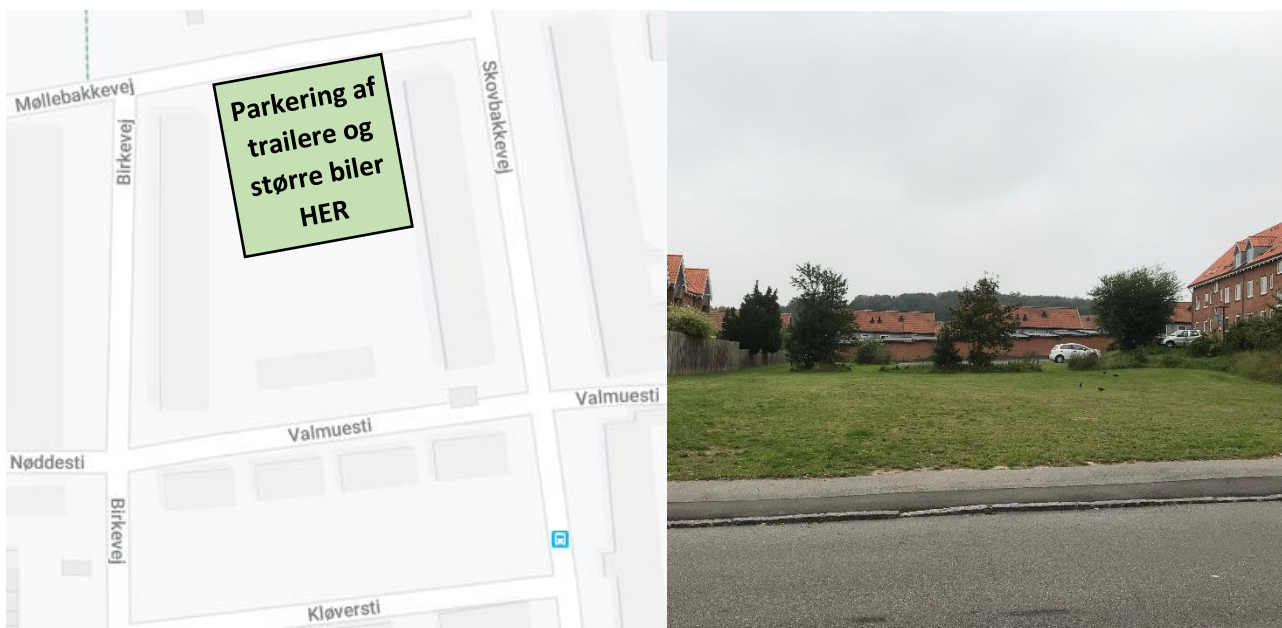 Møllebakkevej
Birkevej
Parkering af
trailere og
større biler
HER
Skovbakkevej
Valmuesti
Valmuesti
Nøddesti
Birkevej
Kløversti